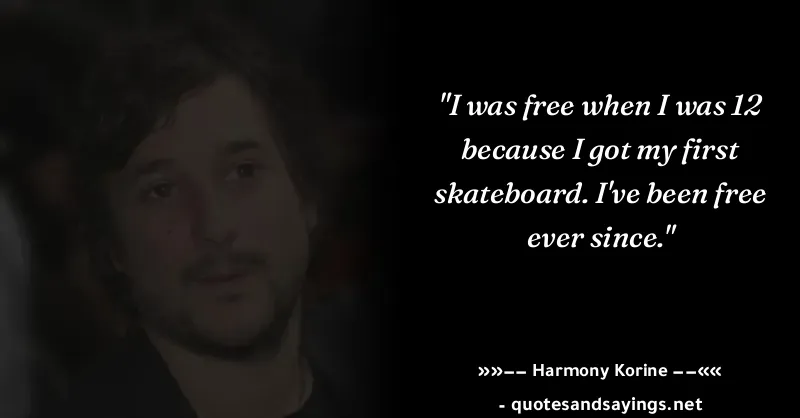 "I was free when I was 12
because I got my first
skateboard. I've been free
ever since."
»»–– Harmony Korine ––««
- quotesandsayings.net